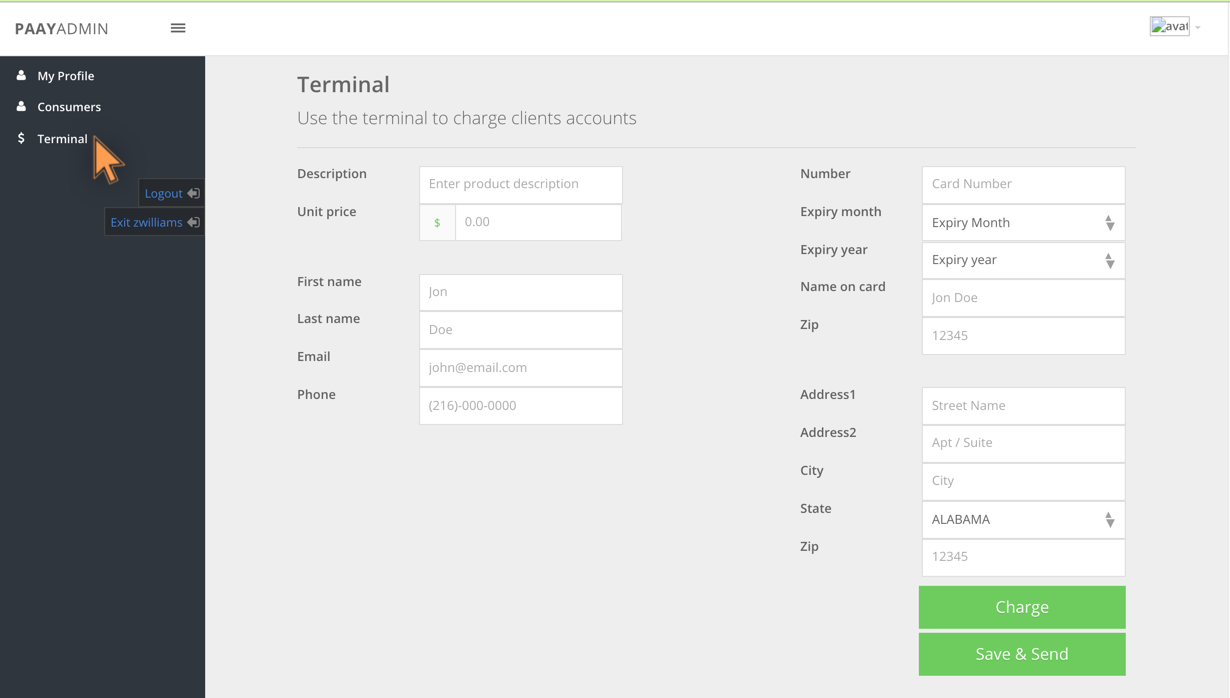 PAAYADMIN
avat
My Profile
Consumers
$ Terminal
Logout
Exit zwilliams
Terminal
Use the terminal to charge clients accounts
Description
Enter product description
Unit price
$ 0.00
First name
Jon
Last name
Doe
Email
john@email.com
Phone
(216)-000-0000
Number
Card Number
Expiry month
Expiry Month
Expiry year
Expiry year
Name on card
Jon Doe
Zip
12345
Address1
Street Name
Address2
Apt / Suite
City
City
State
ALABAMA
Zip
12345
Charge
Save & Send